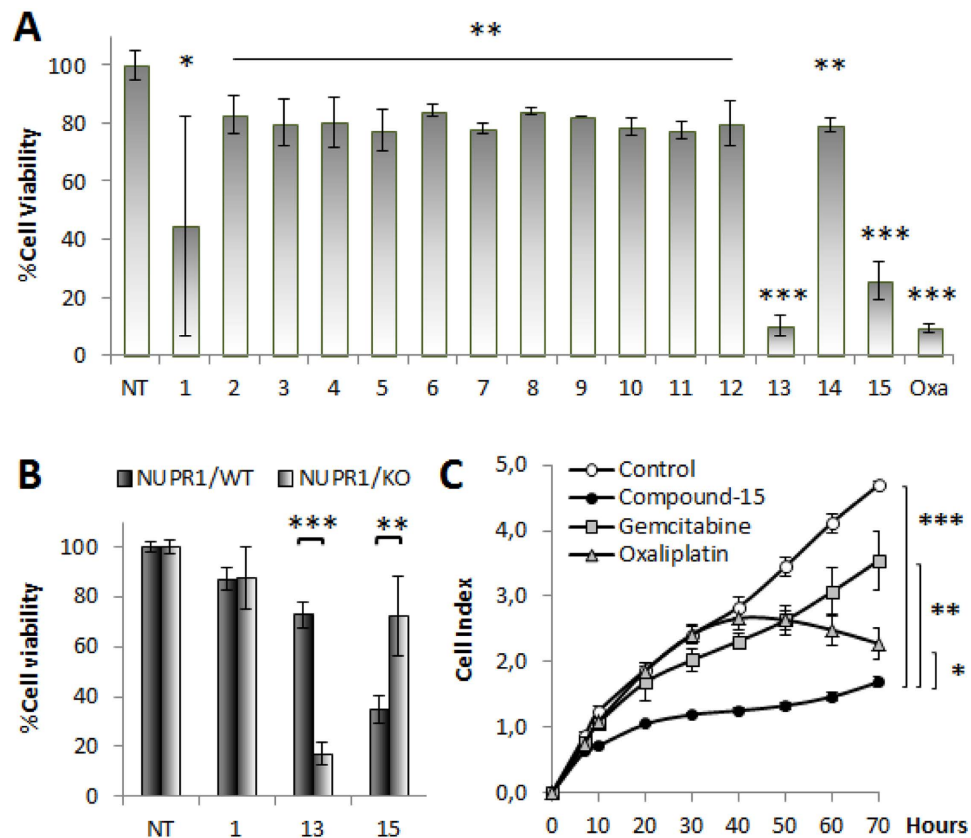 A
**
*
**
***
***
***
%Cell Viability
100
80
60
40
20
0
NT 1 2 3 4 5 6 7 8 9 10 11 12 13 14 15 Oxa
B
NUPR1/WT NUPR1/KO
***
**
%Cell viability
100
80
60
40
20
0
NT 1 13 15
C
Control
Compound-15
Gemcitabine
Oxaliplatin
Cell Index
5,0
4,0
3,0
2,0
1,0
0,0
***
**
*
0 10 20 30 40 50 60 70 Hours